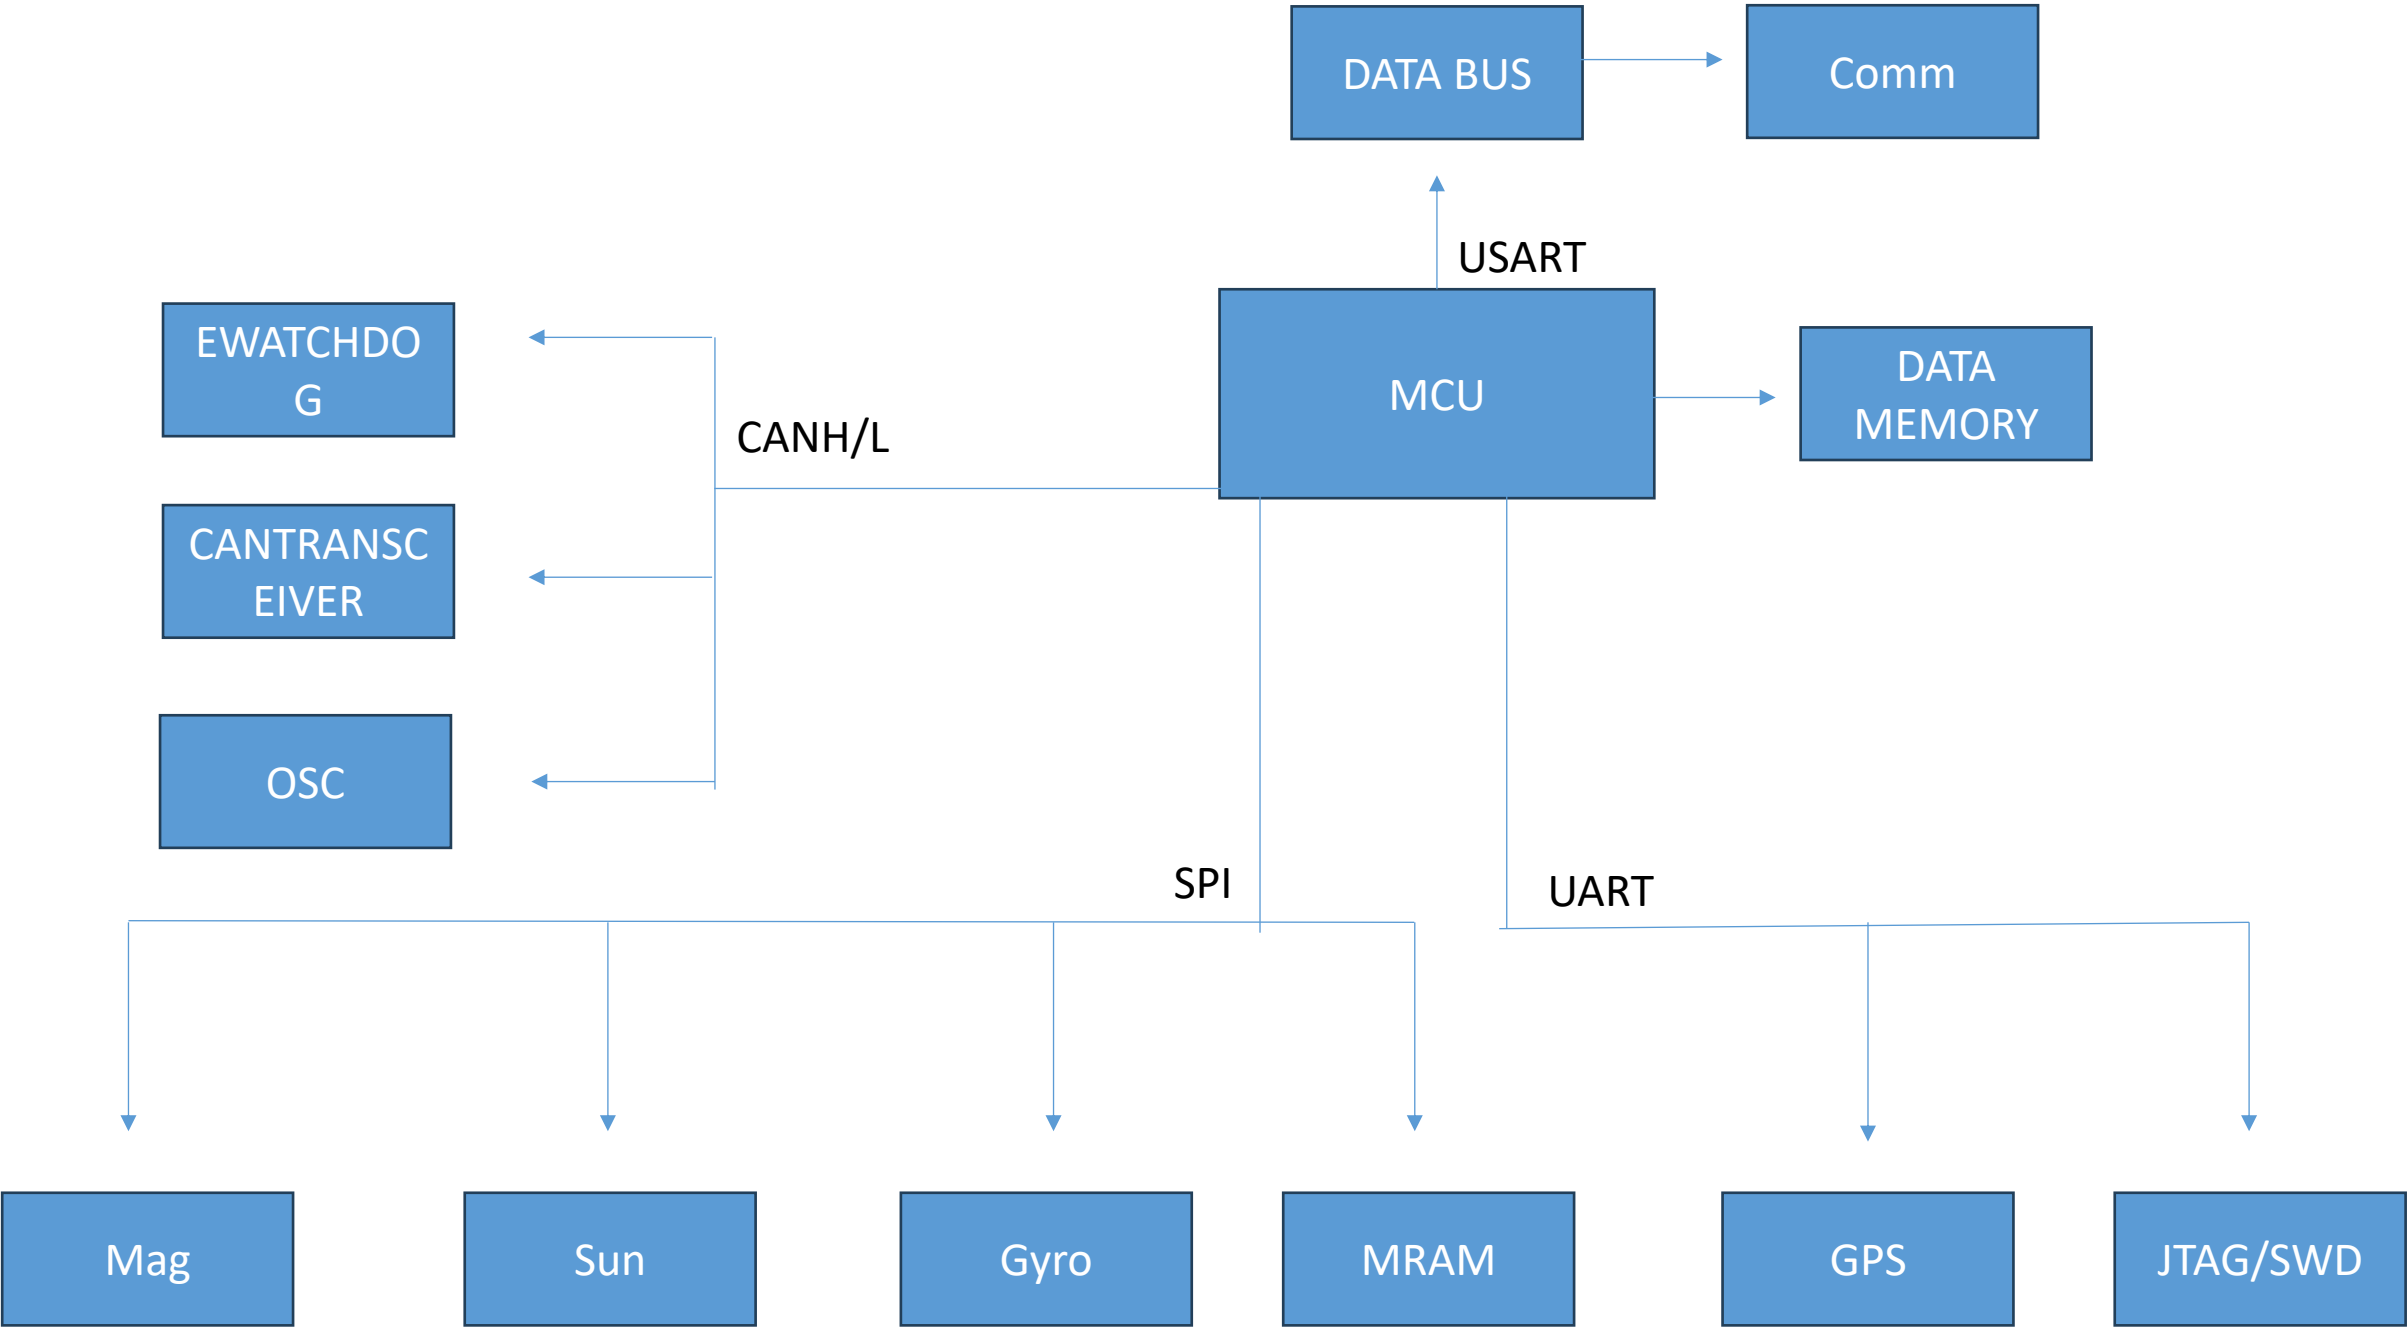 DATA BUS
Comm
USART
EWATCHDO
G
MCU
DATA
MEMORY
CANH/L
CANTRANSC
EIVER
OSC
SPI
UART
Mag
Sun
Gyro
MRAM
GPS
JTAG/SWD